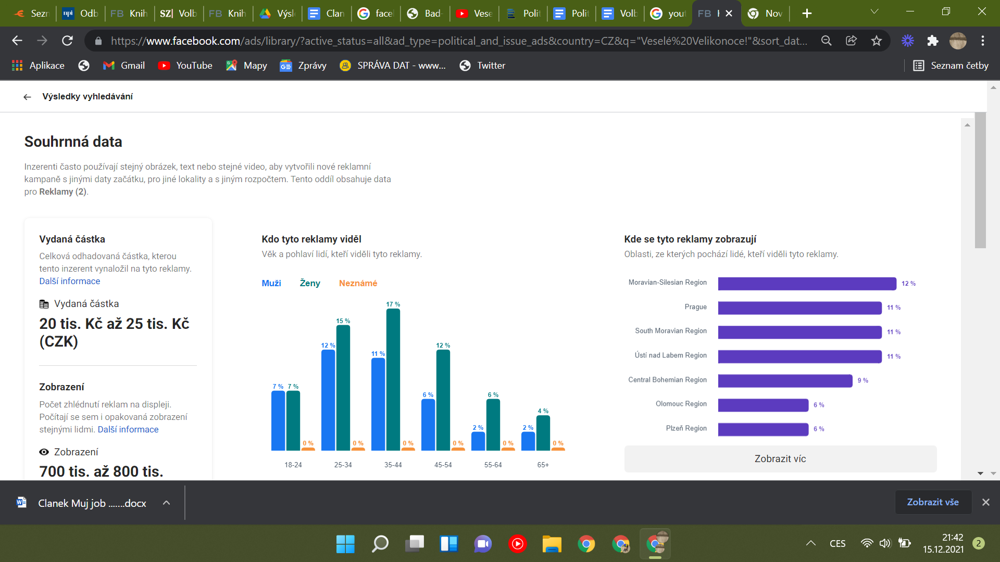 Sezn
Odb
FB Knih
SZ| Volb
FB Knih
Výsl
Clan
face
Bad-
Vese
Polit
Polit
Volb
yout
FB
Nov
https://www.facebook.com/ads/library/?active_status=all&ad_type=political_and_issue_ads&country=CZ&q="Veselé%20Velikonoce!"&sort_dat...
Aplikace
Gmail
YouTube
Mapy
Zprávy
SPRÁVA DAT - www...
Twitter
Seznam četby
Výsledky vyhledávání
Souhrnná data
Inzerenti často používají stejný obrázek, text nebo stejné video, aby vytvořili nové reklamní
kampaně s jinými daty začátku, pro jiné lokality a s jiným rozpočtem. Tento oddíl obsahuje data
pro Reklamy (2).
Vydaná částka
Celková odhadovaná částka, kterou
tento inzerent vynaložil na tyto reklamy.
Další informace
Vydaná částka
20 tis. Kč až 25 tis. Kč
(CZK)
Zobrazení
Počet zhlédnutí reklam na displeji.
Počítají se sem i opakovaná zobrazení
stejnými lidmi. Další informace
Zobrazení
700 tis. až 800 tis.
Kdo tyto reklamy viděl
Věk a pohlaví lidí, kteří viděli tyto reklamy.
Muži Ženy Neznámé
7 % 7 % 0 %
12 % 15 % 0 %
11 % 17 % 0 %
6 % 12 % 0 %
2 % 6 % 0 %
2 % 4 % 0 %
18-24 25-34 35-44 45-54 55-64 65+
Kde se tyto reklamy zobrazují
Oblasti, ze kterých pochází lidé, kteří viděli tyto reklamy.
Moravian-Silesian Region 12 %
Prague 11 %
South Moravian Region 11 %
Ústí nad Labem Region 11 %
Central Bohemian Region 9 %
Olomouc Region 6 %
Plzeň Region 6 %
Zobrazit víc
Clanek Muj job .......docx
Zobrazit vše
CES
21:42
15.12.2021
2